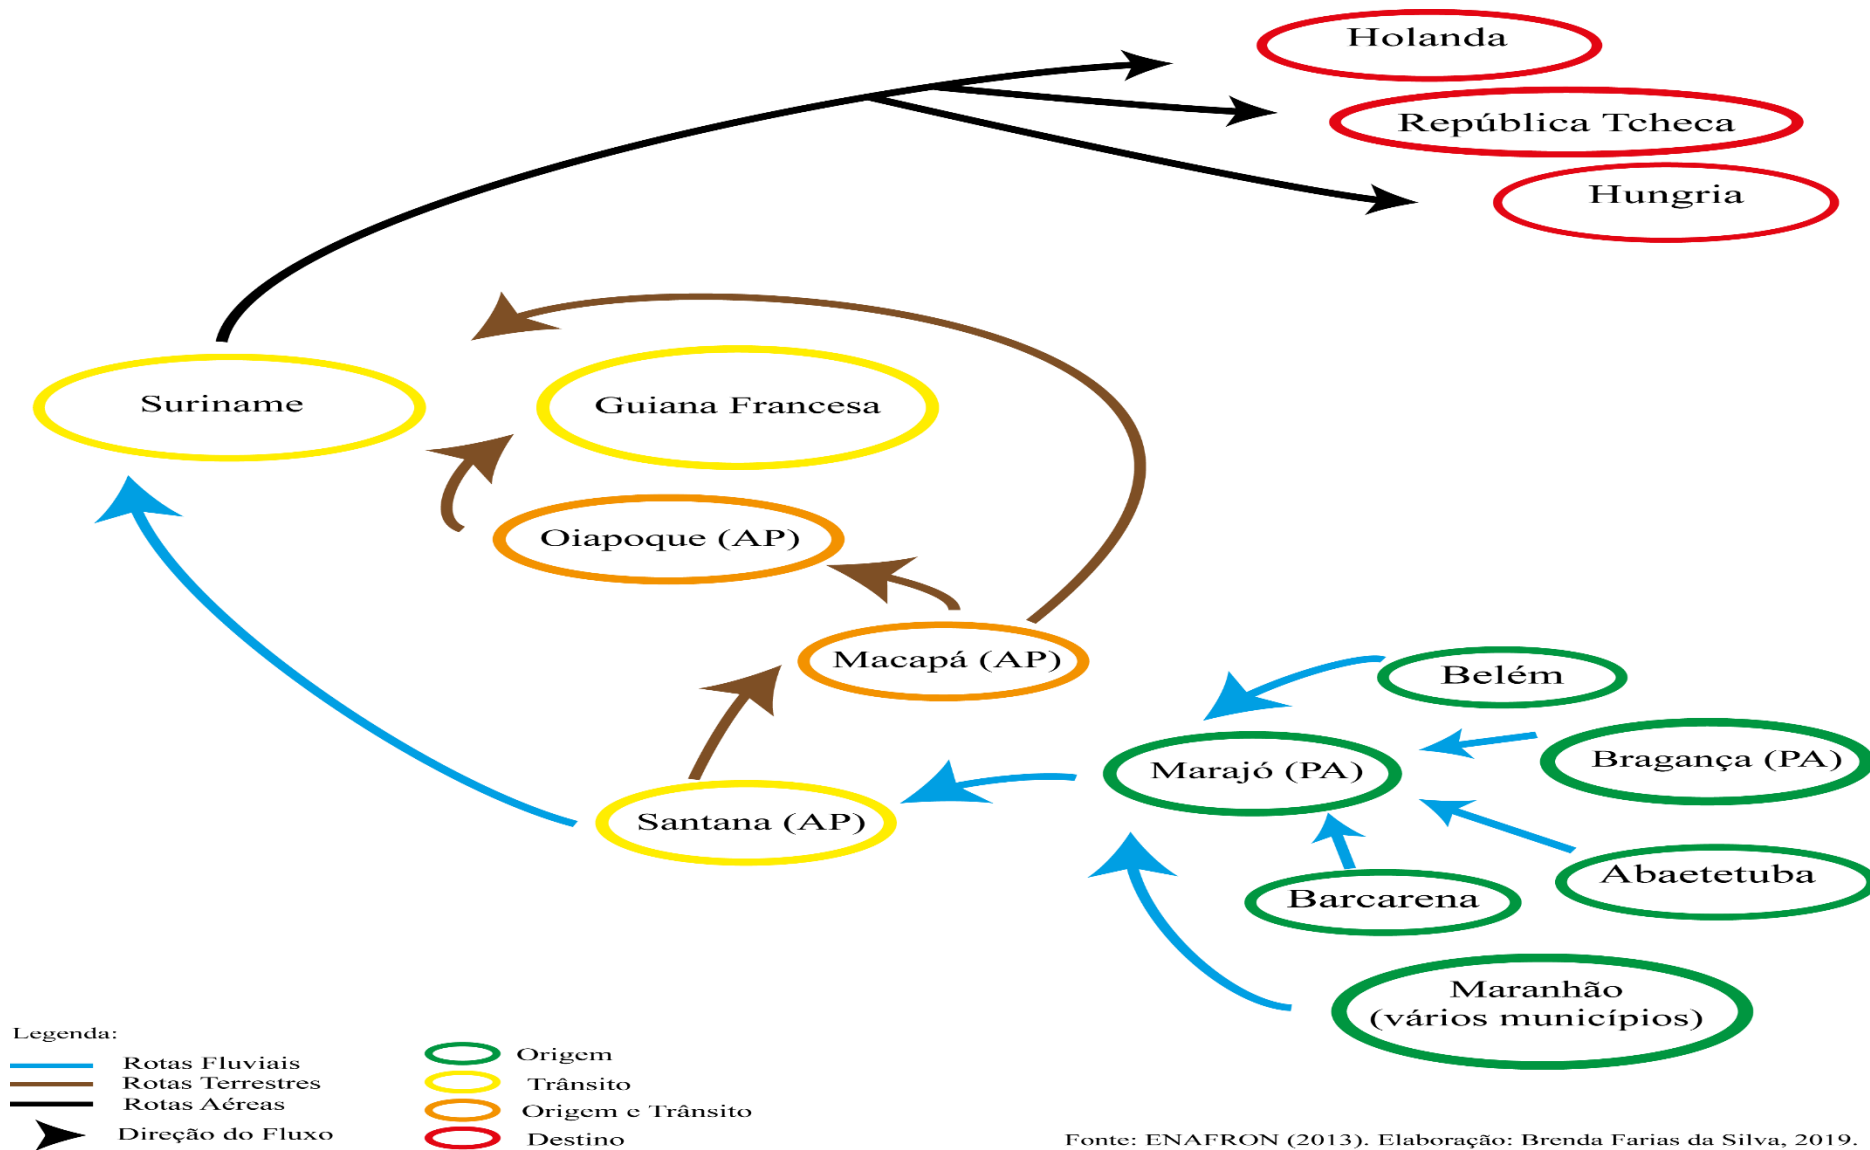 Holanda
República Tcheca
Hungria
Suriname
Guiana Francesa
Oiapoque (AP)
Macapá (AP)
Belém
Bragança (PA)
Marajó (PA)
Santana (AP)
Abaetetuba
Barcarena
Maranhão
(vários municípios)
Legenda:
Rotas Fluviais
Rotas Terrestres
Rotas Aéreas
Direção do Fluxo
Origem
Trânsito
Origem e Trânsito
Destino
Fonte: ENAFRON (2013). Elaboração: Brenda Farias da Silva, 2019.